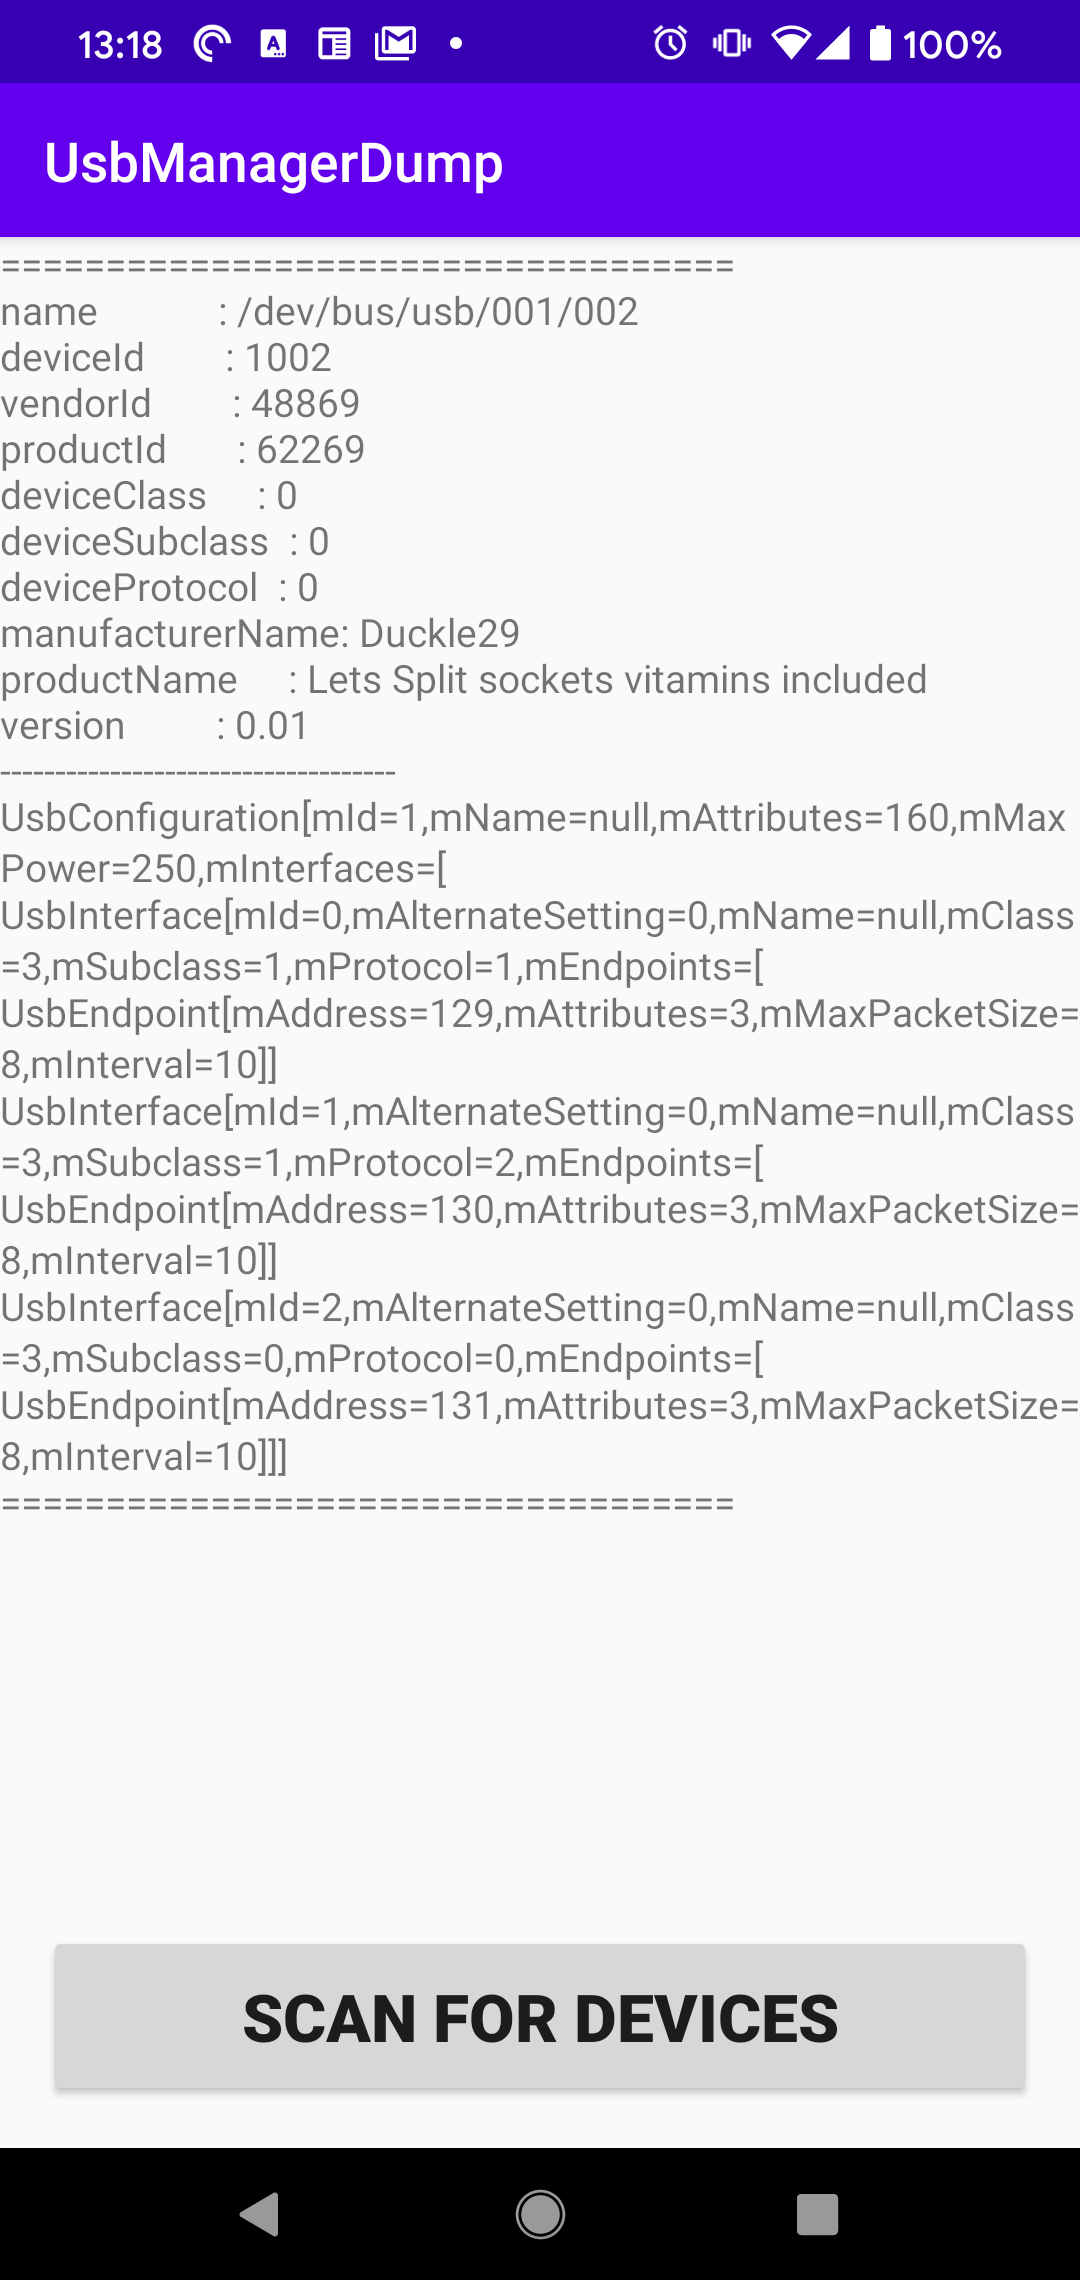 13:18 100%
UsbManagerDump
===================================
name : /dev/bus/usb/001/002
deviceId : 1002
vendorId : 48869
productId : 62269
deviceClass : 0
deviceSubclass : 0
deviceProtocol : 0
manufacturerName: Duckle29
productName : Lets Split sockets vitamins included
version : 0.01
------------------------------------
UsbConfiguration[mId=1,mName=null,mAttributes=160,mMax
Power=250,mInterfaces=[
UsbInterface[mId=0,mAlternateSetting=0,mName=null,mClass
=3,mSubclass=1,mProtocol=1,mEndpoints=[
UsbEndpoint[mAddress=129,mAttributes=3,mMaxPacketSize=
8,mInterval=10]]
UsbInterface[mId=1,mAlternateSetting=0,mName=null,mClass
=3,mSubclass=1,mProtocol=2,mEndpoints=[
UsbEndpoint[mAddress=130,mAttributes=3,mMaxPacketSize=
8,mInterval=10]]
UsbInterface[mId=2,mAlternateSetting=0,mName=null,mClass
=3,mSubclass=0,mProtocol=0,mEndpoints=[
UsbEndpoint[mAddress=131,mAttributes=3,mMaxPacketSize=
8,mInterval=10]]]
===================================
SCAN FOR DEVICES